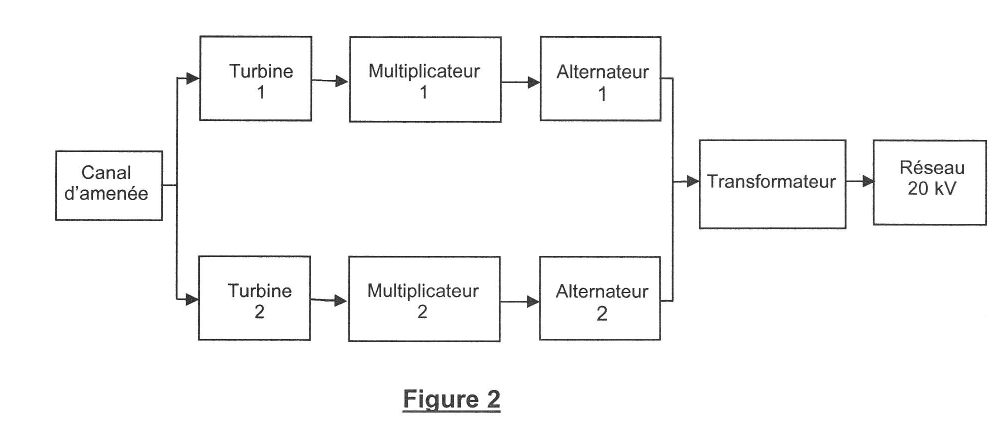 Turbine
1
Multiplicateur
1
Alternateur
1
Canal
d'amenée
Transformateur
Réseau
20 kV
Turbine
2
Multiplicateur
2
Alternateur
2
Figure 2